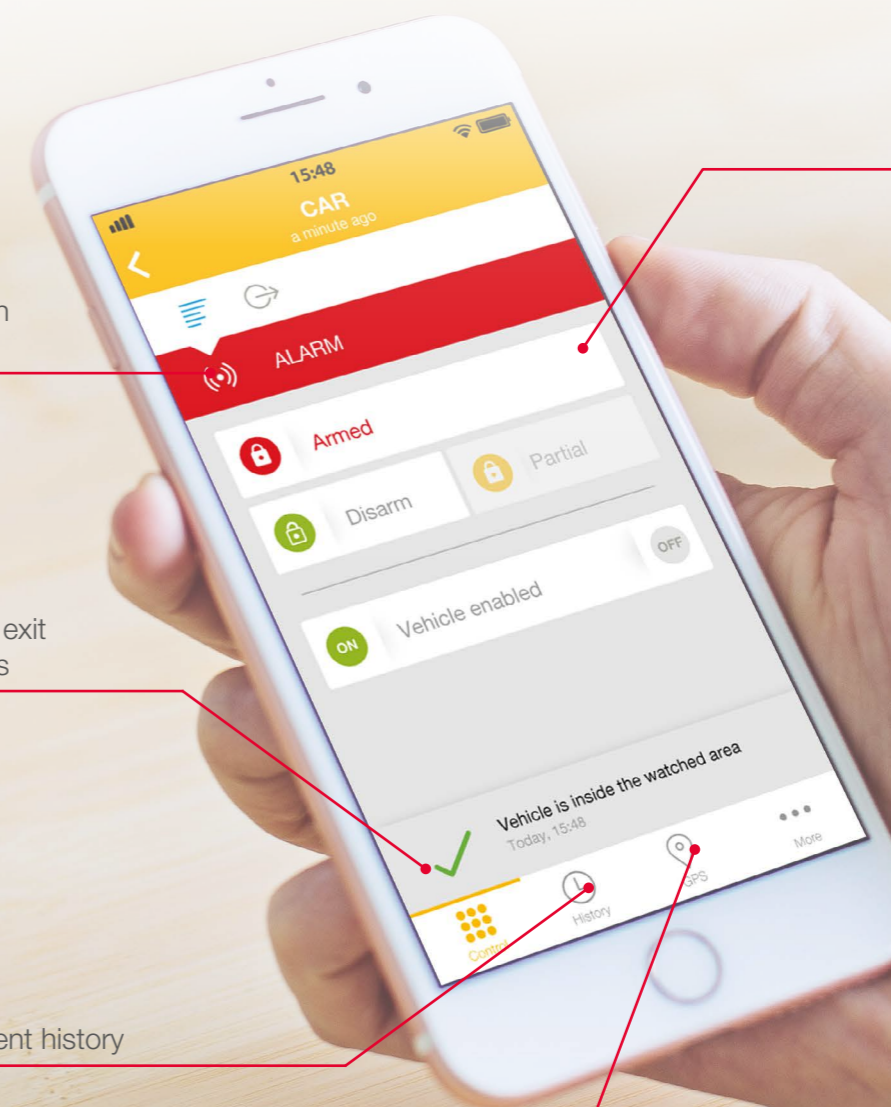 15:48
CAR
a minute ago
ALARM
Armed
Disarm
Partial
Vehicle enabled
ON
OFF
exit
Vehicle is inside the watched area
Today, 15:48
Control
History
GPS
More
history